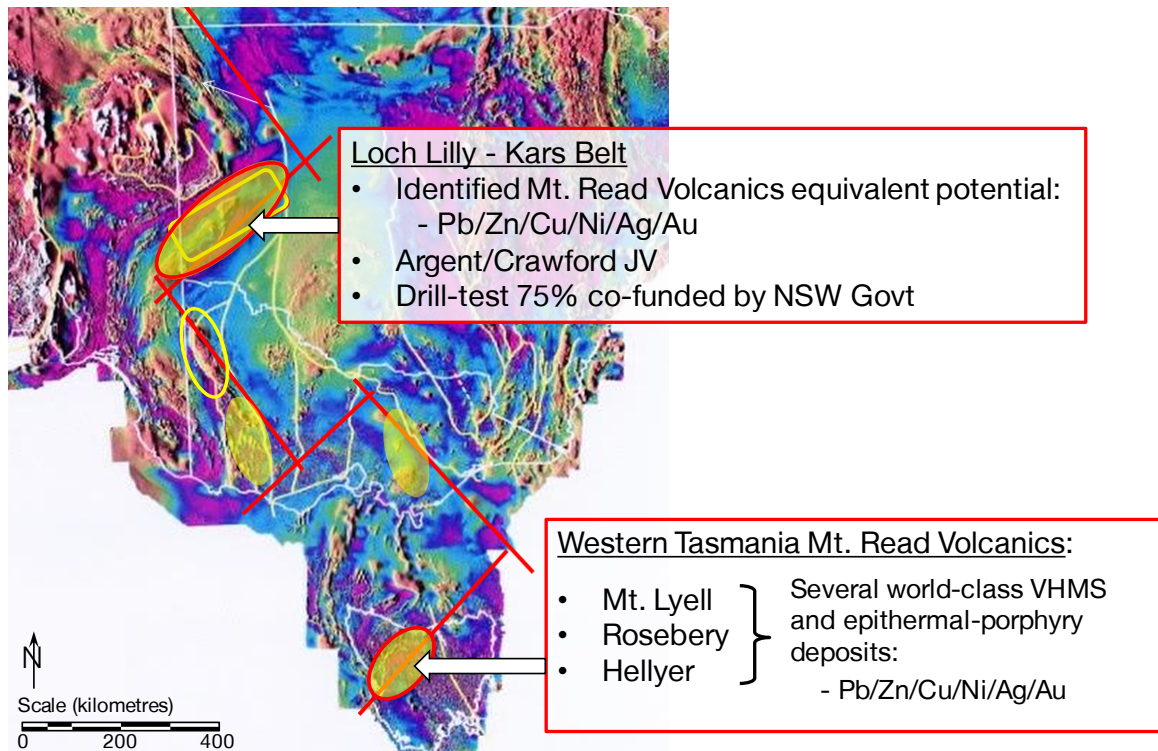 Loch Lilly - Kars Belt
• Identified Mt. Read Volcanics equivalent potential:
- Pb/Zn/Cu/Ni/Ag/Au
• Argent/Crawford JV
• Drill-test 75% co-funded by NSW Govt
Western Tasmania Mt. Read Volcanics:
• Mt. Lyell
• Rosebery
• Hellyer
Several world-class VHMS
and epithermal-porphyry
deposits:
- Pb/Zn/Cu/Ni/Ag/Au
N
Scale (kilometres)
0 200 400